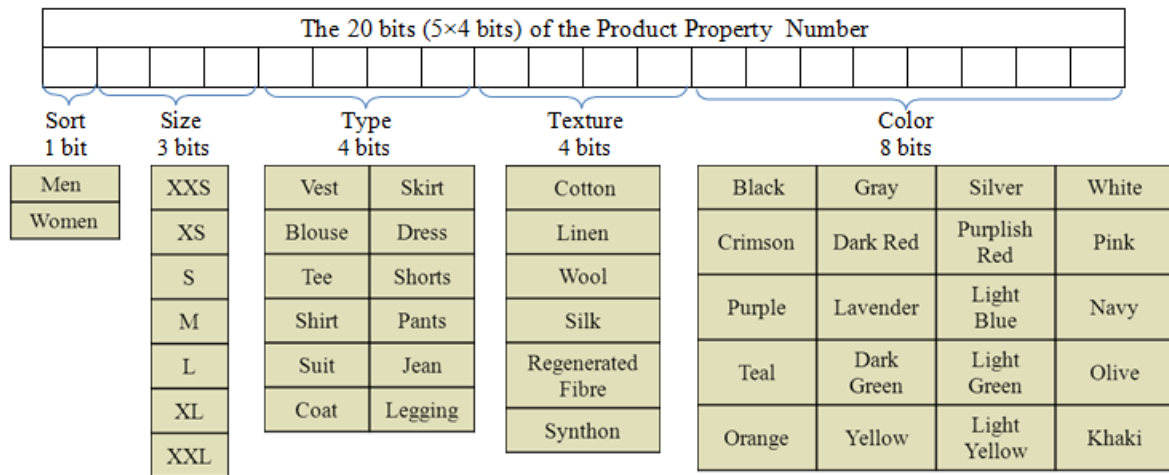 The 20 bits (5×4 bits) of the Product Property Number
Sort Size Type Texture Color
1 bit 3 bits 4 bits 4 bits 8 bits
Men
Women
XXS
XS
S
M
L
XL
XXL
Vest Skirt
Blouse Dress
Tee Shorts
Shirt Pants
Suit Jean
Coat Legging
Cotton
Linen
Wool
Silk
Regenerated
Fibre
Synthon
Black Gray Silver White
Crimson Dark Red Purplish Red Pink
Purple Lavender Light Blue Navy
Teal Dark Green Light Green Olive
Orange Yellow Light Yellow Khaki